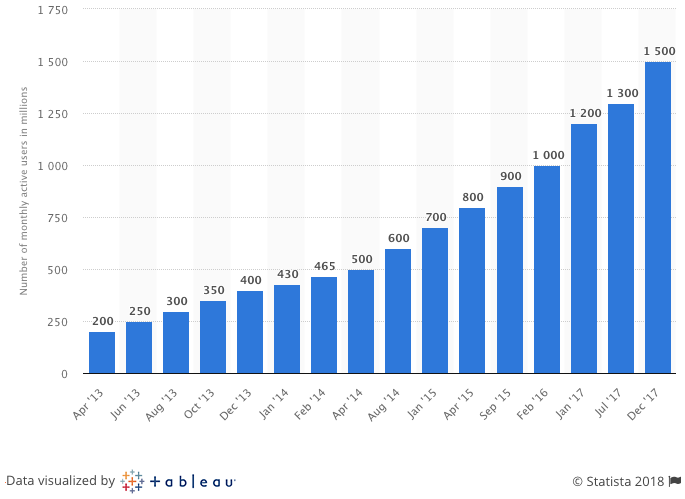 1 750
1 500
1 250
1 000
750
500
250
0
Number of monthly active users in millions
200
250
300
350
400
430
465
500
600
700
800
900
1 000
1 200
1 300
1 500
Apr '13
Jun '13
Aug '13
Oct '13
Dec '13
Jan '14
Feb '14
Apr '14
Aug '14
Jan '15
Apr '15
Sep '15
Feb '16
Jan '17
Jul '17
Dec '17
Data visualized by +ableau
© Statista 2018